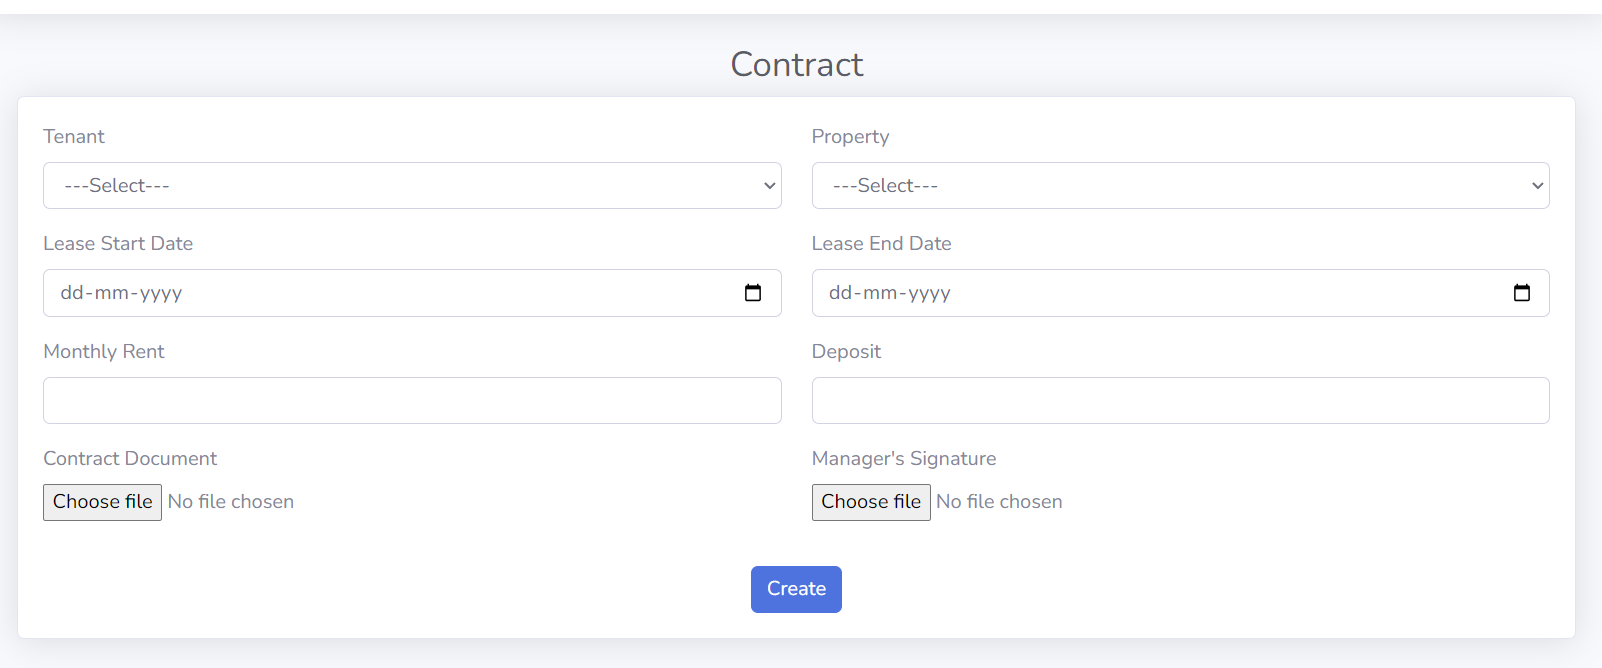 Contract
Tenant
Property
---Select---
---Select---
Lease Start Date
Lease End Date
dd-mm-yyyy
dd-mm-yyyy
Monthly Rent
Deposit
Contract Document
Manager's Signature
Choose file No file chosen
Choose file No file chosen
Create